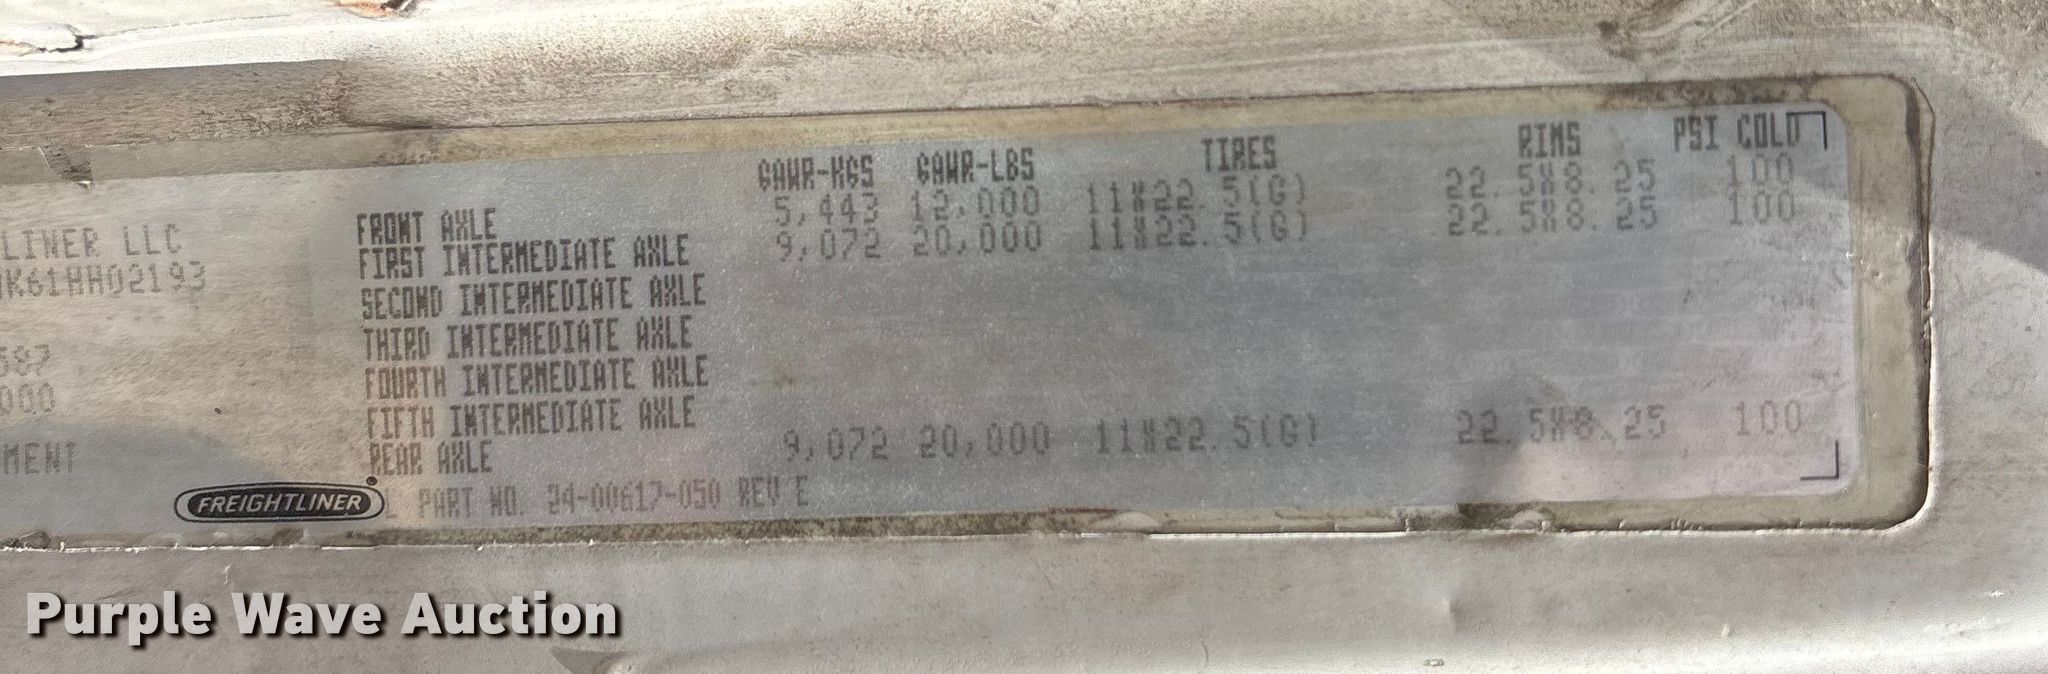 GAWR-KGS GAWR-LBS TIRES RIMS PSI COLD
FRONT AXLE 5,443 12,000 11X22.5(G) 22.5X8.25 100
LINER LLC FIRST INTERMEDIATE AXLE 9,072 20,000 11X22.5(G) 22.5X8.25 100
K61HH02193 SECOND INTERMEDIATE AXLE
THIRD INTERMEDIATE AXLE
587 FOURTH INTERMEDIATE AXLE
000 FIFTH INTERMEDIATE AXLE
MENT REAR AXLE 9,072 20,000 11X22.5(G) 22.5X8.25 100
FREIGHTLINER PART NO. 24-00617-050 REV E
Purple Wave Auction